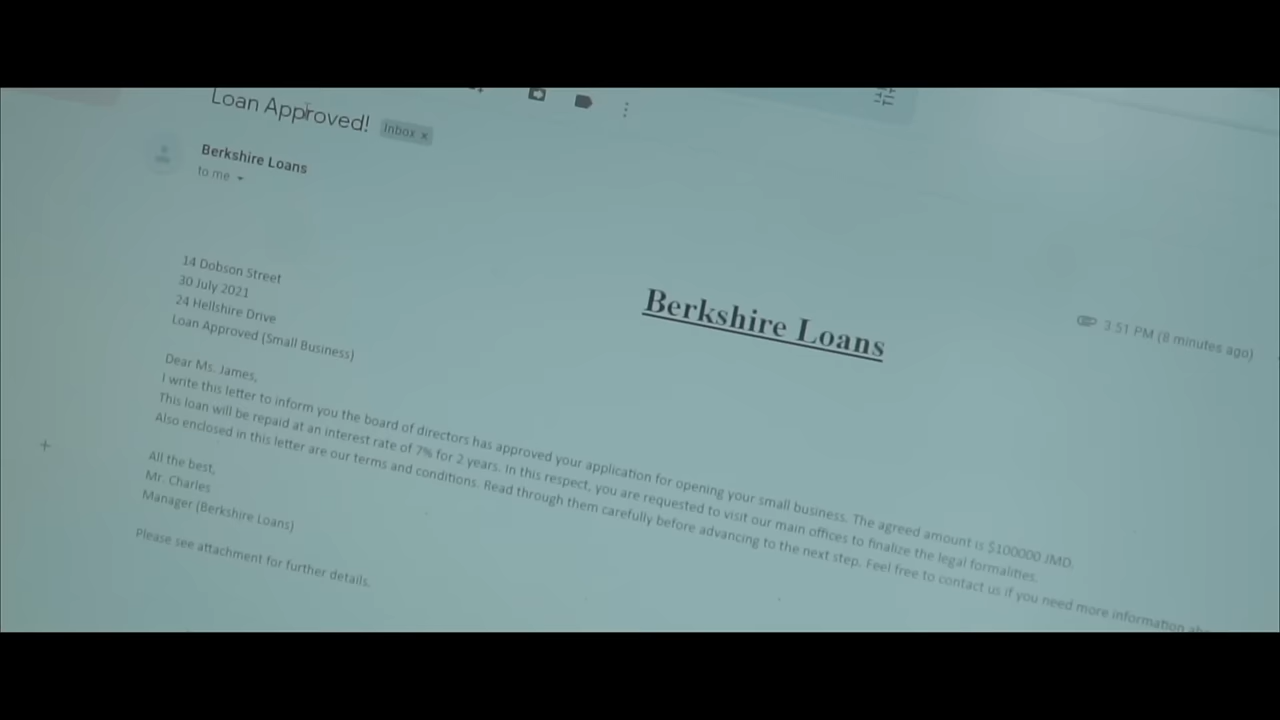 Loan Approved!
Inbox ×
Berkshire Loans
to me
Berkshire Loans
3:51 PM (8 minutes ago)
14 Dobson Street
30 July 2021
24 Hellshire Drive
Loan Approved (Small Business)
Dear Ms. James,
I write this letter to inform you the board of directors has approved your application for opening your small business. The agreed amount is $100000 JMD.
This loan will be repaid at an interest rate of 7% for 2 years. In this respect, you are requested to visit our main offices to finalize the legal formalities.
Also enclosed in this letter are our terms and conditions. Read through them carefully before advancing to the next step. Feel free to contact us if you need more information
All the best,
Mr. Charles
Manager (Berkshire Loans)
Please see attachment for further details.